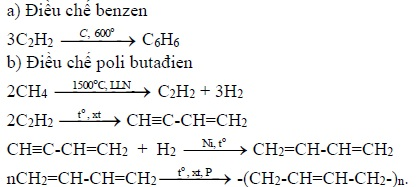 a) Điều chế benzen
3C2H2 C, 600° → C6H6
b) Điều chế poli butađien
2CH4 1500°C, LLN → C2H2 + 3H2
2C2H2 t°, xt → CH≡C-CH=CH2
CH≡C-CH=CH2 + H2 Ni, t° → CH2=CH-CH=CH2
nCH2=CH-CH=CH2 t°, xt, P → -(CH2-CH=CH-CH2-)n.